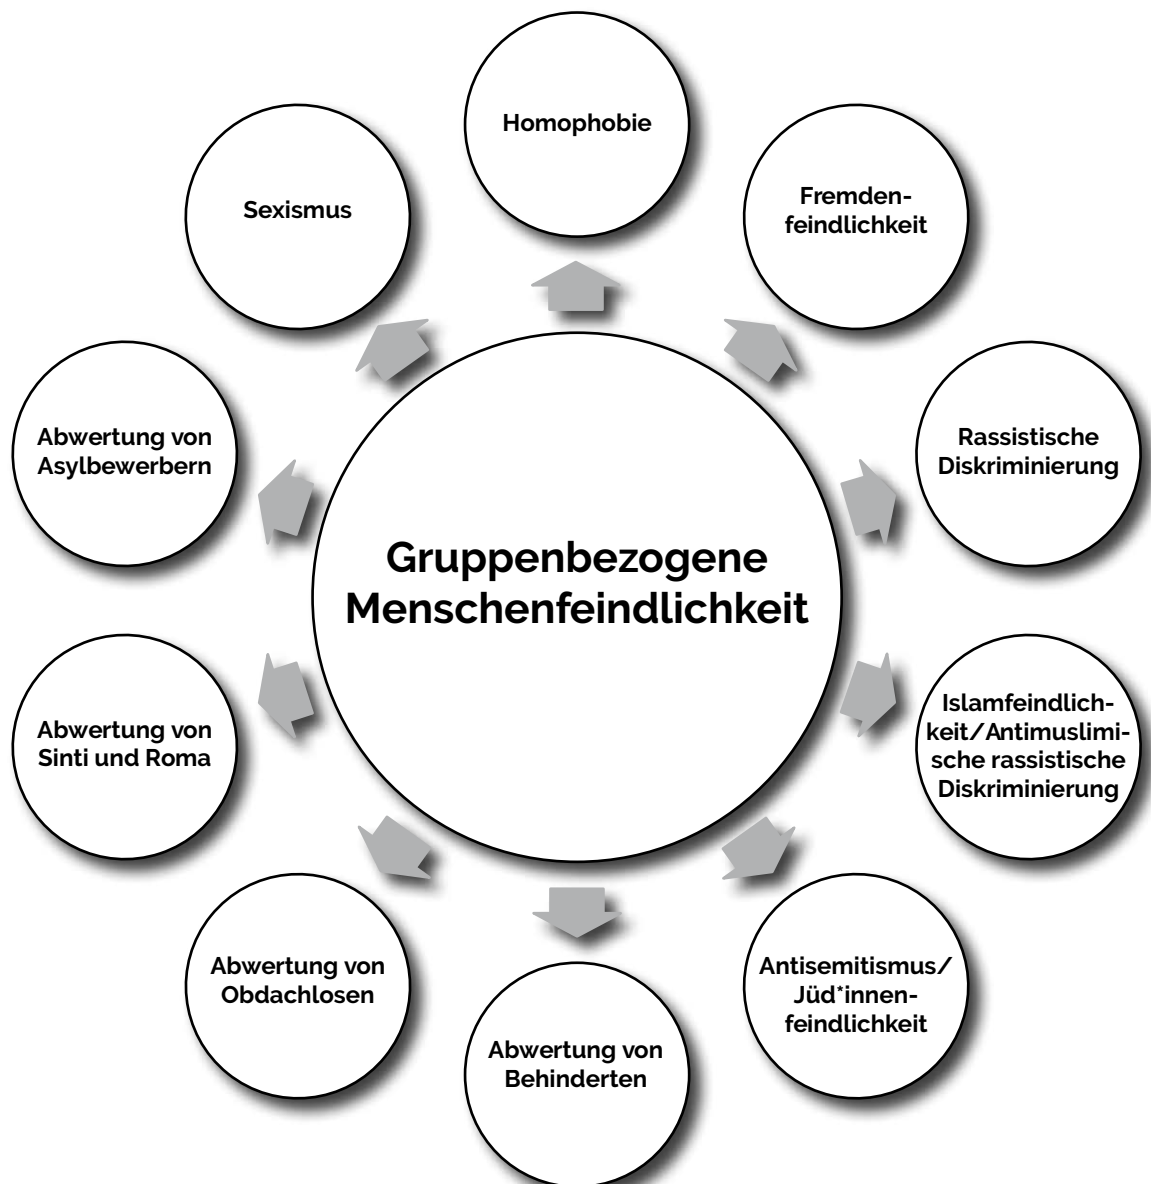 Homophobie
Fremden-
feindlichkeit
Rassistische
Diskriminierung
Islamfeindlich-
keit/Antimuslimi-
sche rassistische
Diskriminierung
Antisemitismus/
Jüd*innen-
feindlichkeit
Abwertung von
Behinderten
Abwertung von
Obdachlosen
Abwertung von
Sinti und Roma
Abwertung von
Asylbewerbern
Sexismus
Gruppenbezogene
Menschenfeindlichkeit